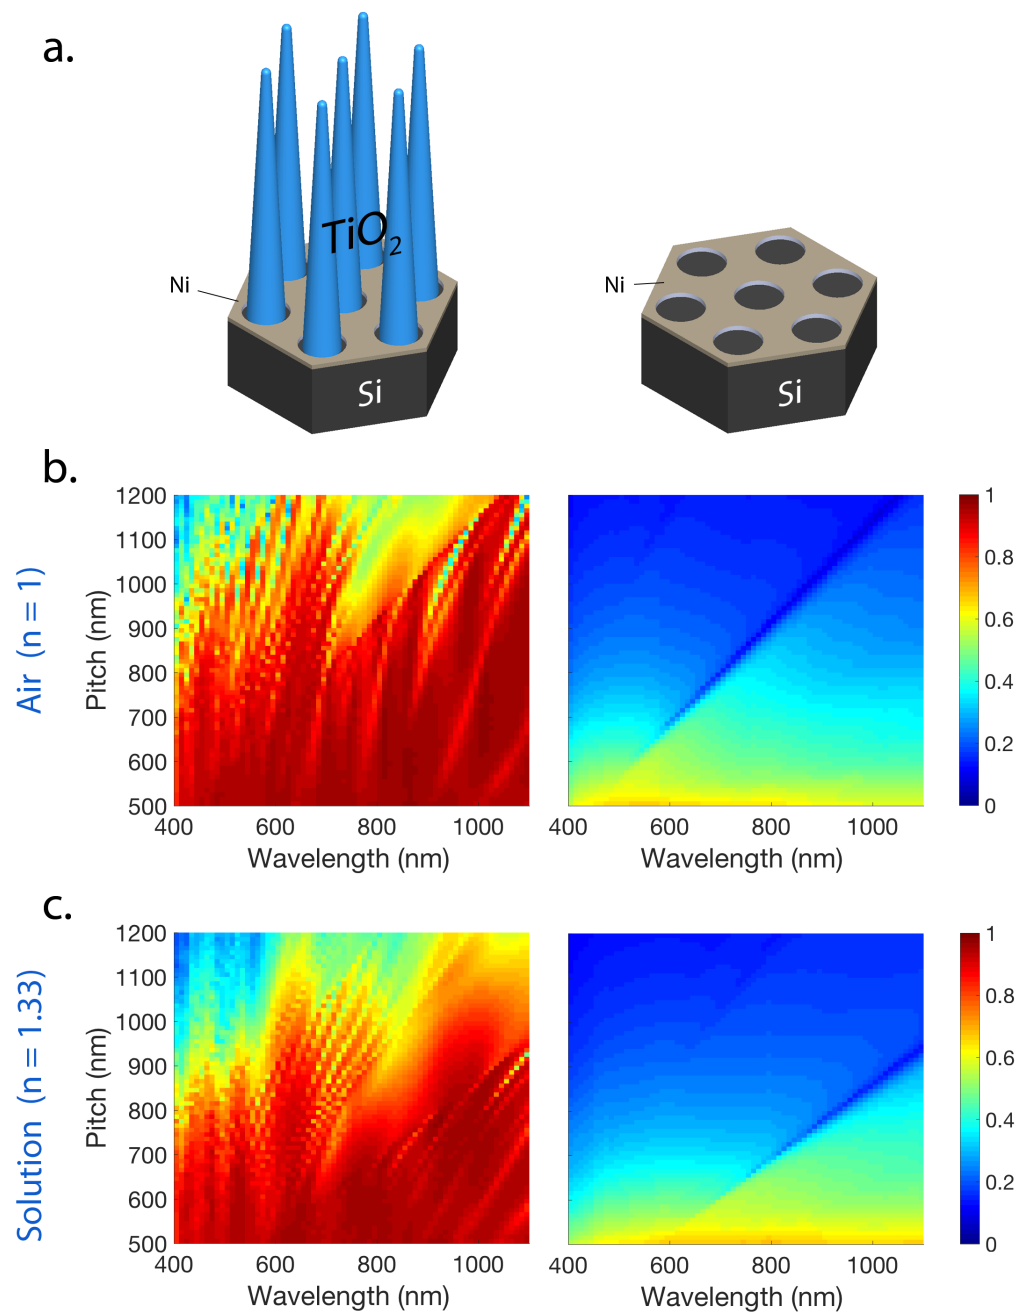 a.
TiO2
Ni
Si
Ni
Si
b.
Air (n = 1)
Pitch (nm)
1200
1100
1000
900
800
700
600
500
400 600 800 1000
Wavelength (nm)
400 600 800 1000
Wavelength (nm)
1
0.8
0.6
0.4
0.2
0
c.
Solution (n = 1.33)
Pitch (nm)
1200
1100
1000
900
800
700
600
500
400 600 800 1000
Wavelength (nm)
400 600 800 1000
Wavelength (nm)
1
0.8
0.6
0.4
0.2
0